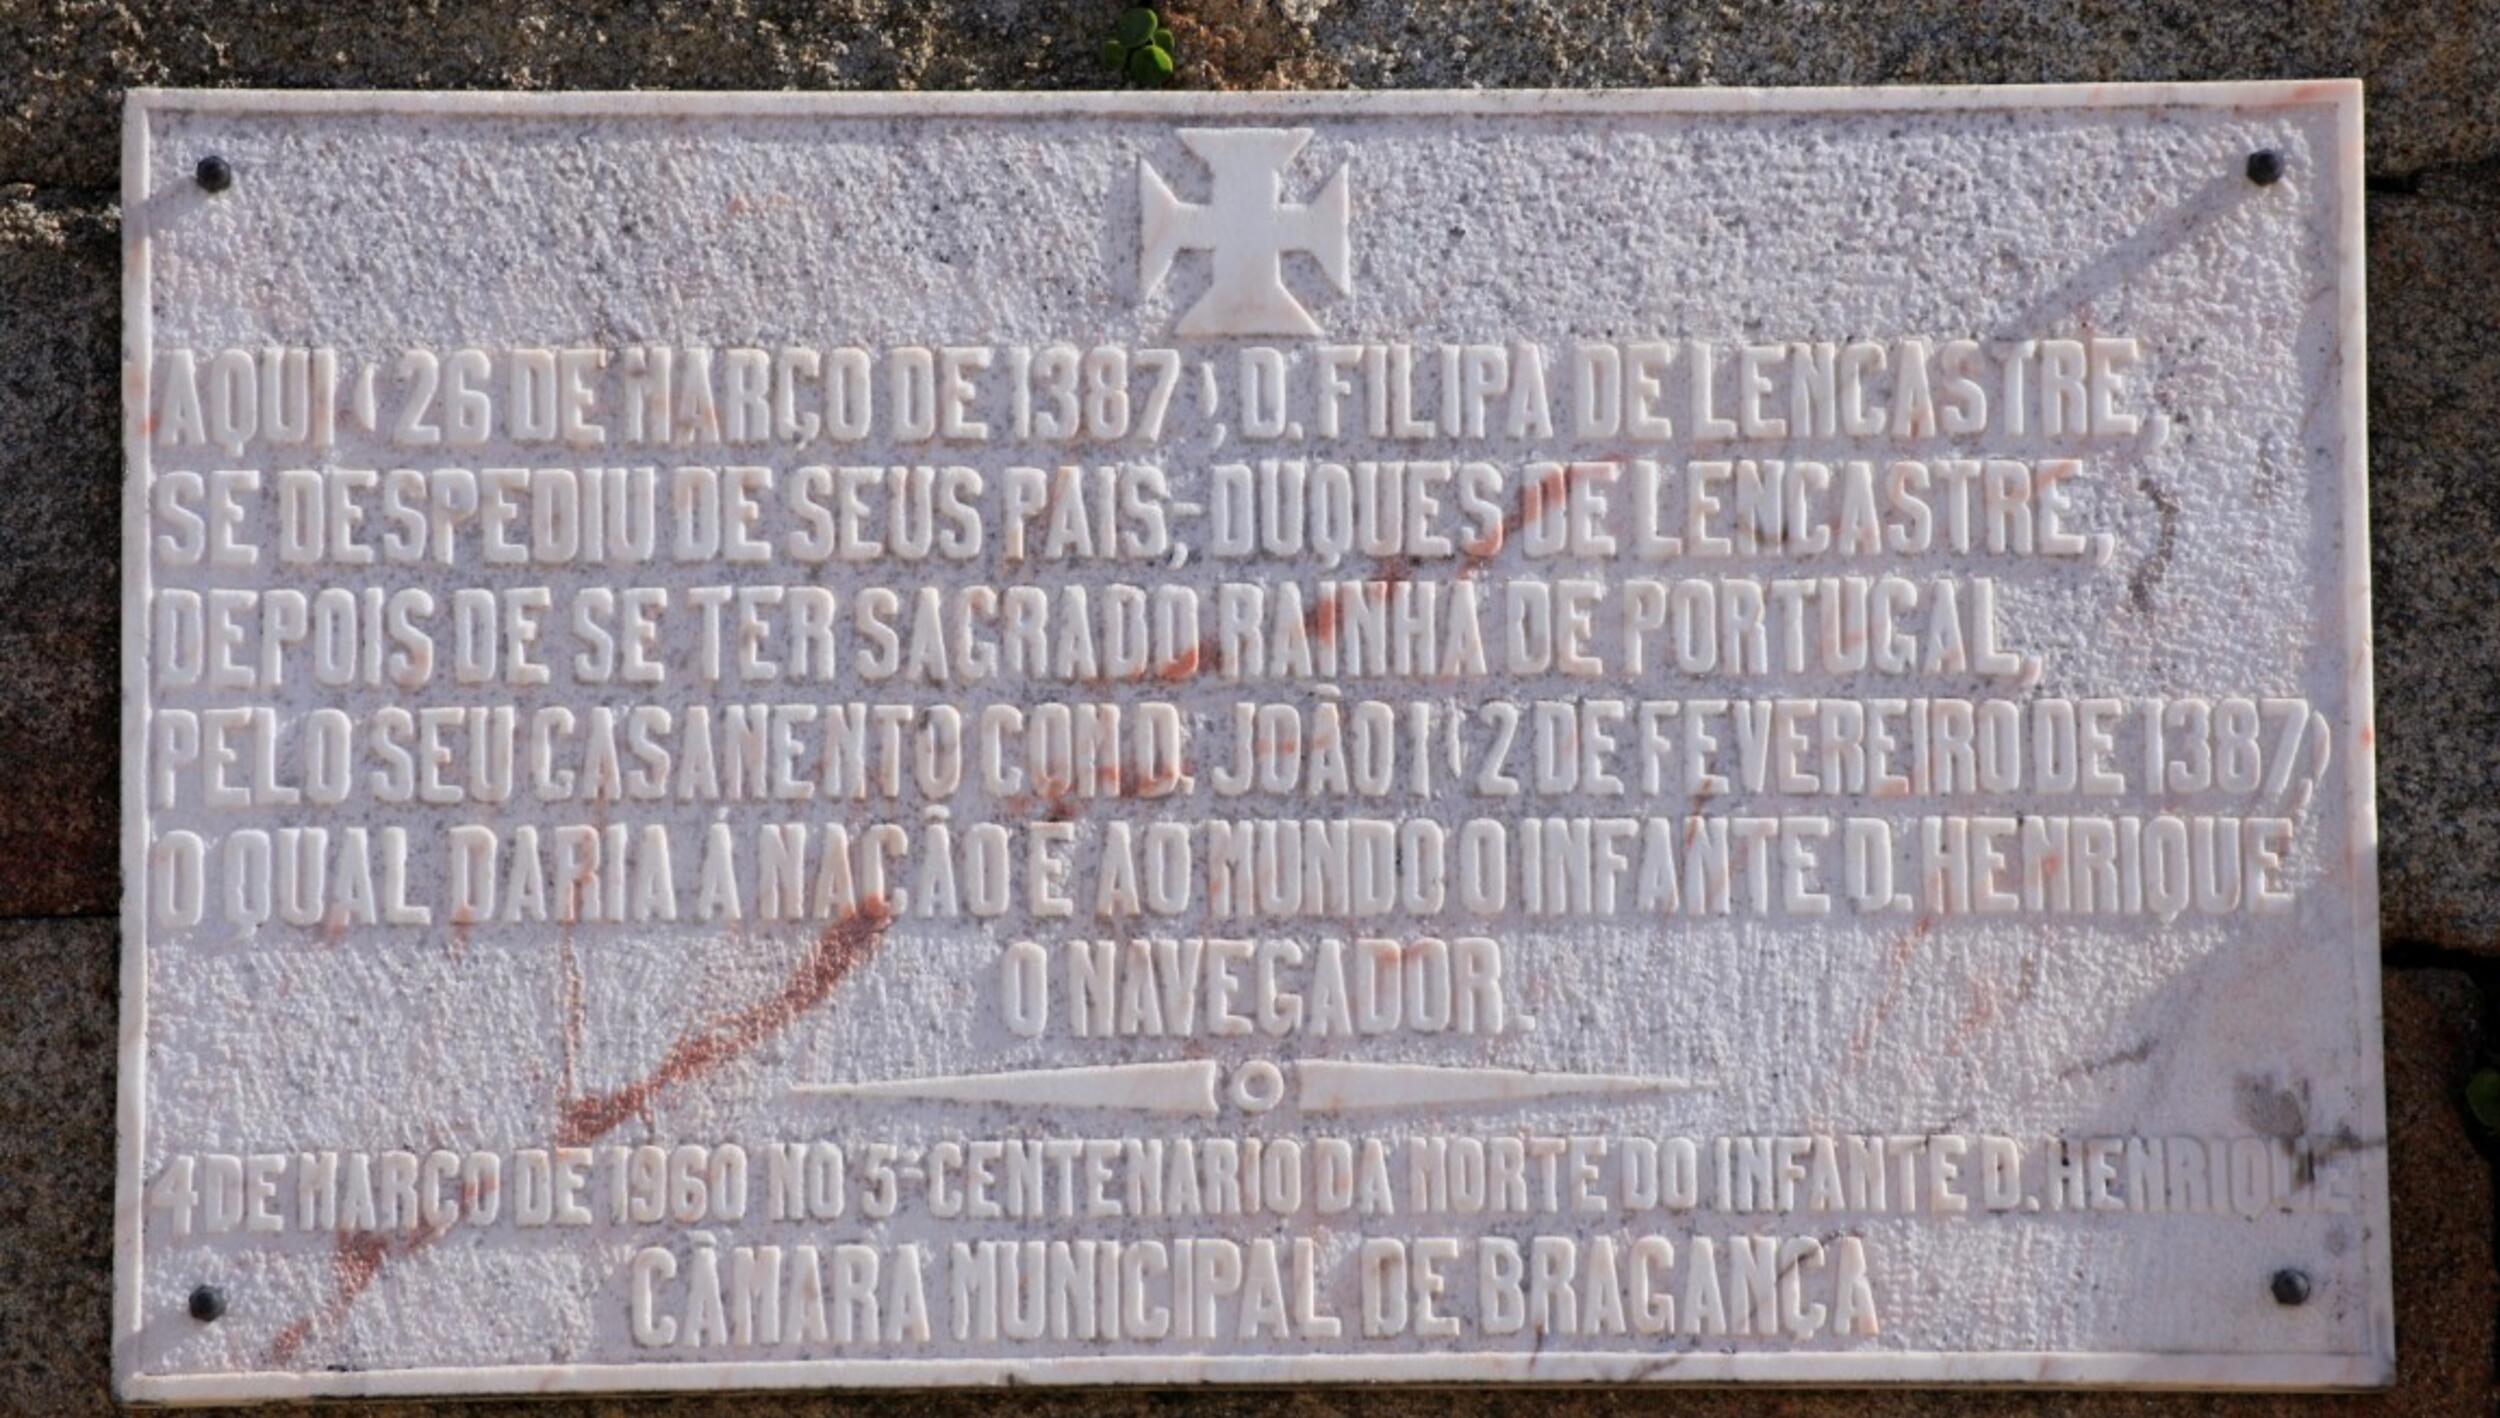 AQUI (26 DE MARÇO DE 1387), D. FILIPA DE LENCASTRE,
SE DESPEDIU DE SEUS PAIS,-DUQUES DE LENCASTRE,
DEPOIS DE SE TER SAGRADO RAINHA DE PORTUGAL,
PELO SEU CASAMENTO COM D. JOÃO I (2 DE FEVEREIRO DE 1387),
O QUAL DARIA Á NAÇÃO E AO MUNDO O INFANTE D. HENRIQUE
O NAVEGADOR.
4 DE MARÇO DE 1960 NO 5º CENTENARIO DA MORTE DO INFANTE D. HENRIQUE
CÂMARA MUNICIPAL DE BRAGANÇA